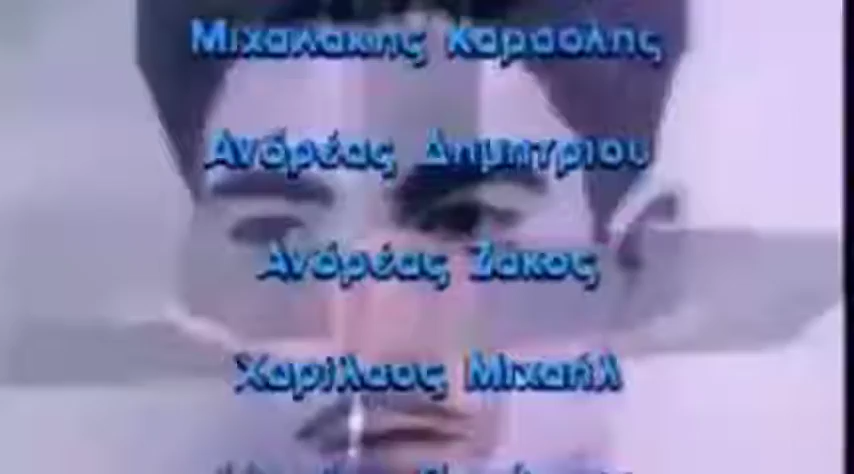 Μιχαλάκης Καραολής
Ανδρέας Δημητρίου
Ανδρέας Ζάκος
Χαρίλαος Μιχαήλ